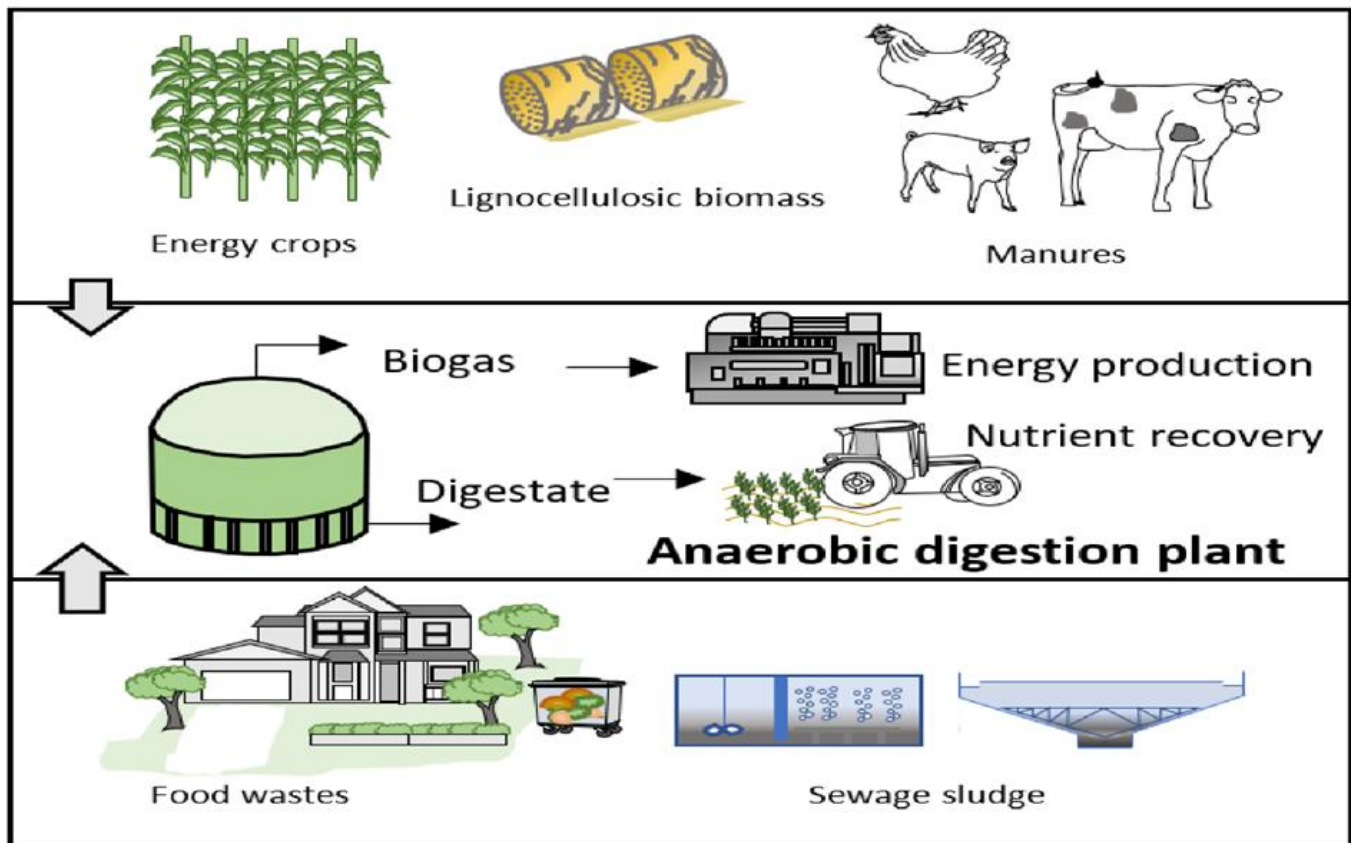 Energy crops
Lignocellulosic biomass
Manures
Biogas
Energy production
Nutrient recovery
Digestate
Anaerobic digestion plant
Food wastes
Sewage sludge